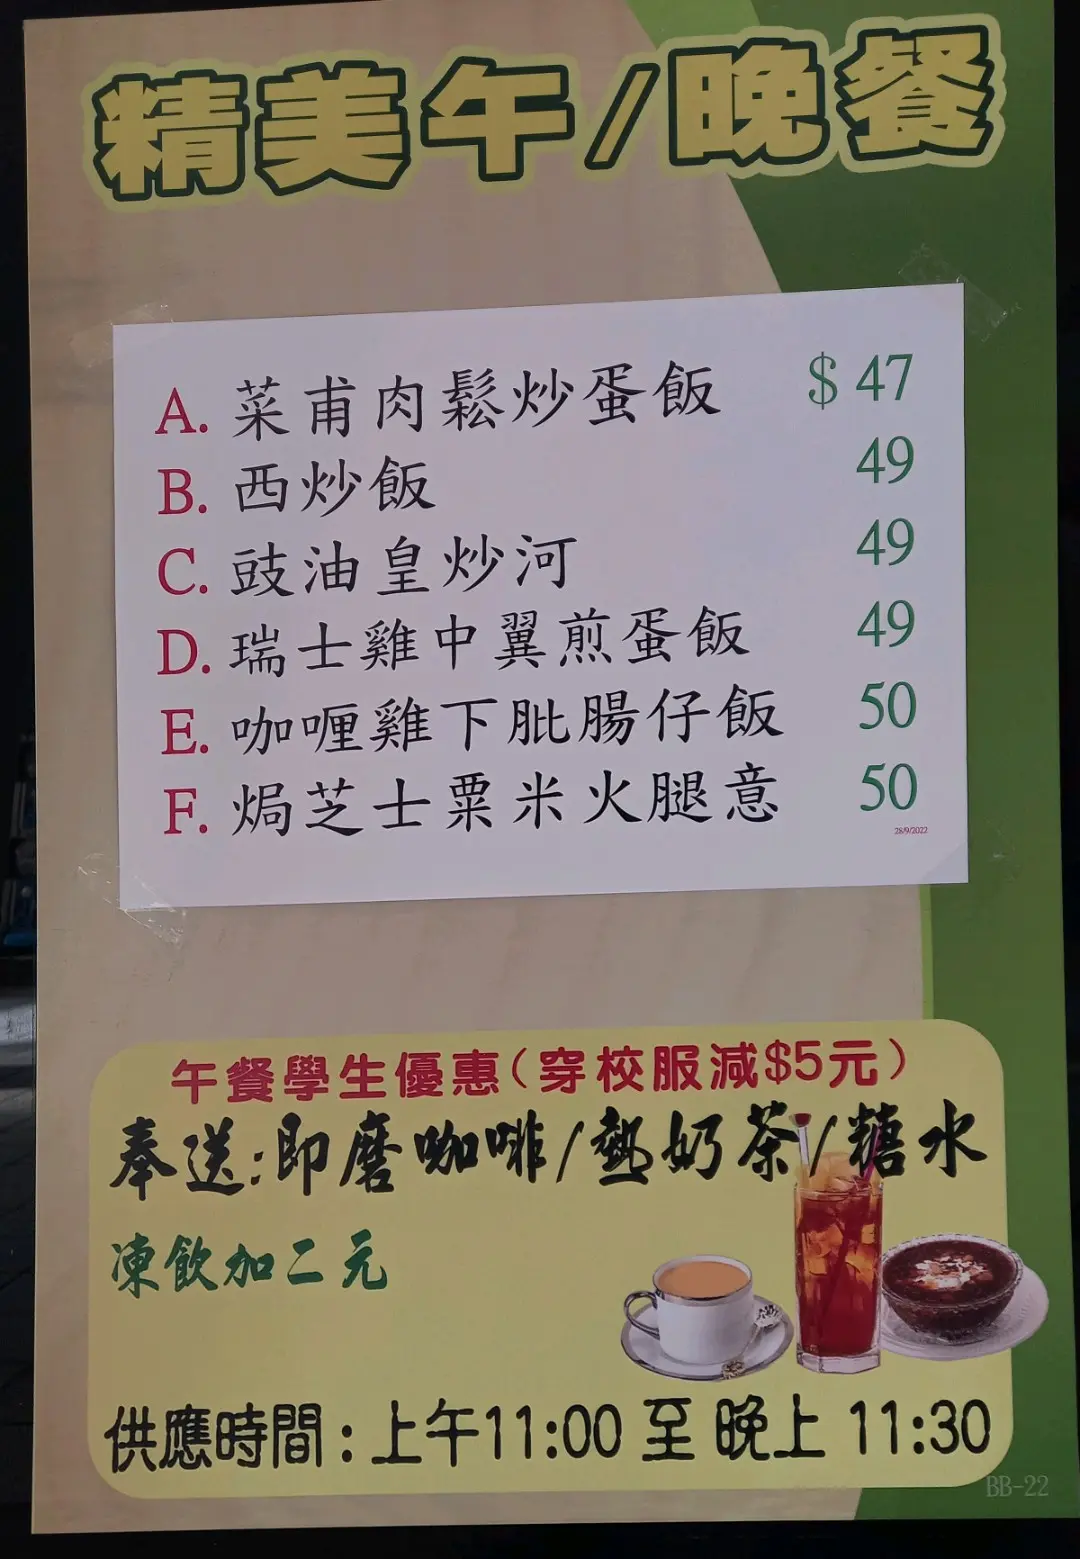 精美午/晚餐
A. 菜甫肉鬆炒蛋飯 $47
B. 西炒飯 49
C. 豉油皇炒河 49
D. 瑞士雞中翼煎蛋飯 49
E. 咖喱雞下肶腸仔飯 50
F. 焗芝士粟米火腿意 50
28/9/2022
午餐學生優惠（穿校服減$5元）
奉送:即磨咖啡/熱奶茶/糖水
凍飲加二元
供應時間：上午11:00 至 晚上 11:30
BB-22